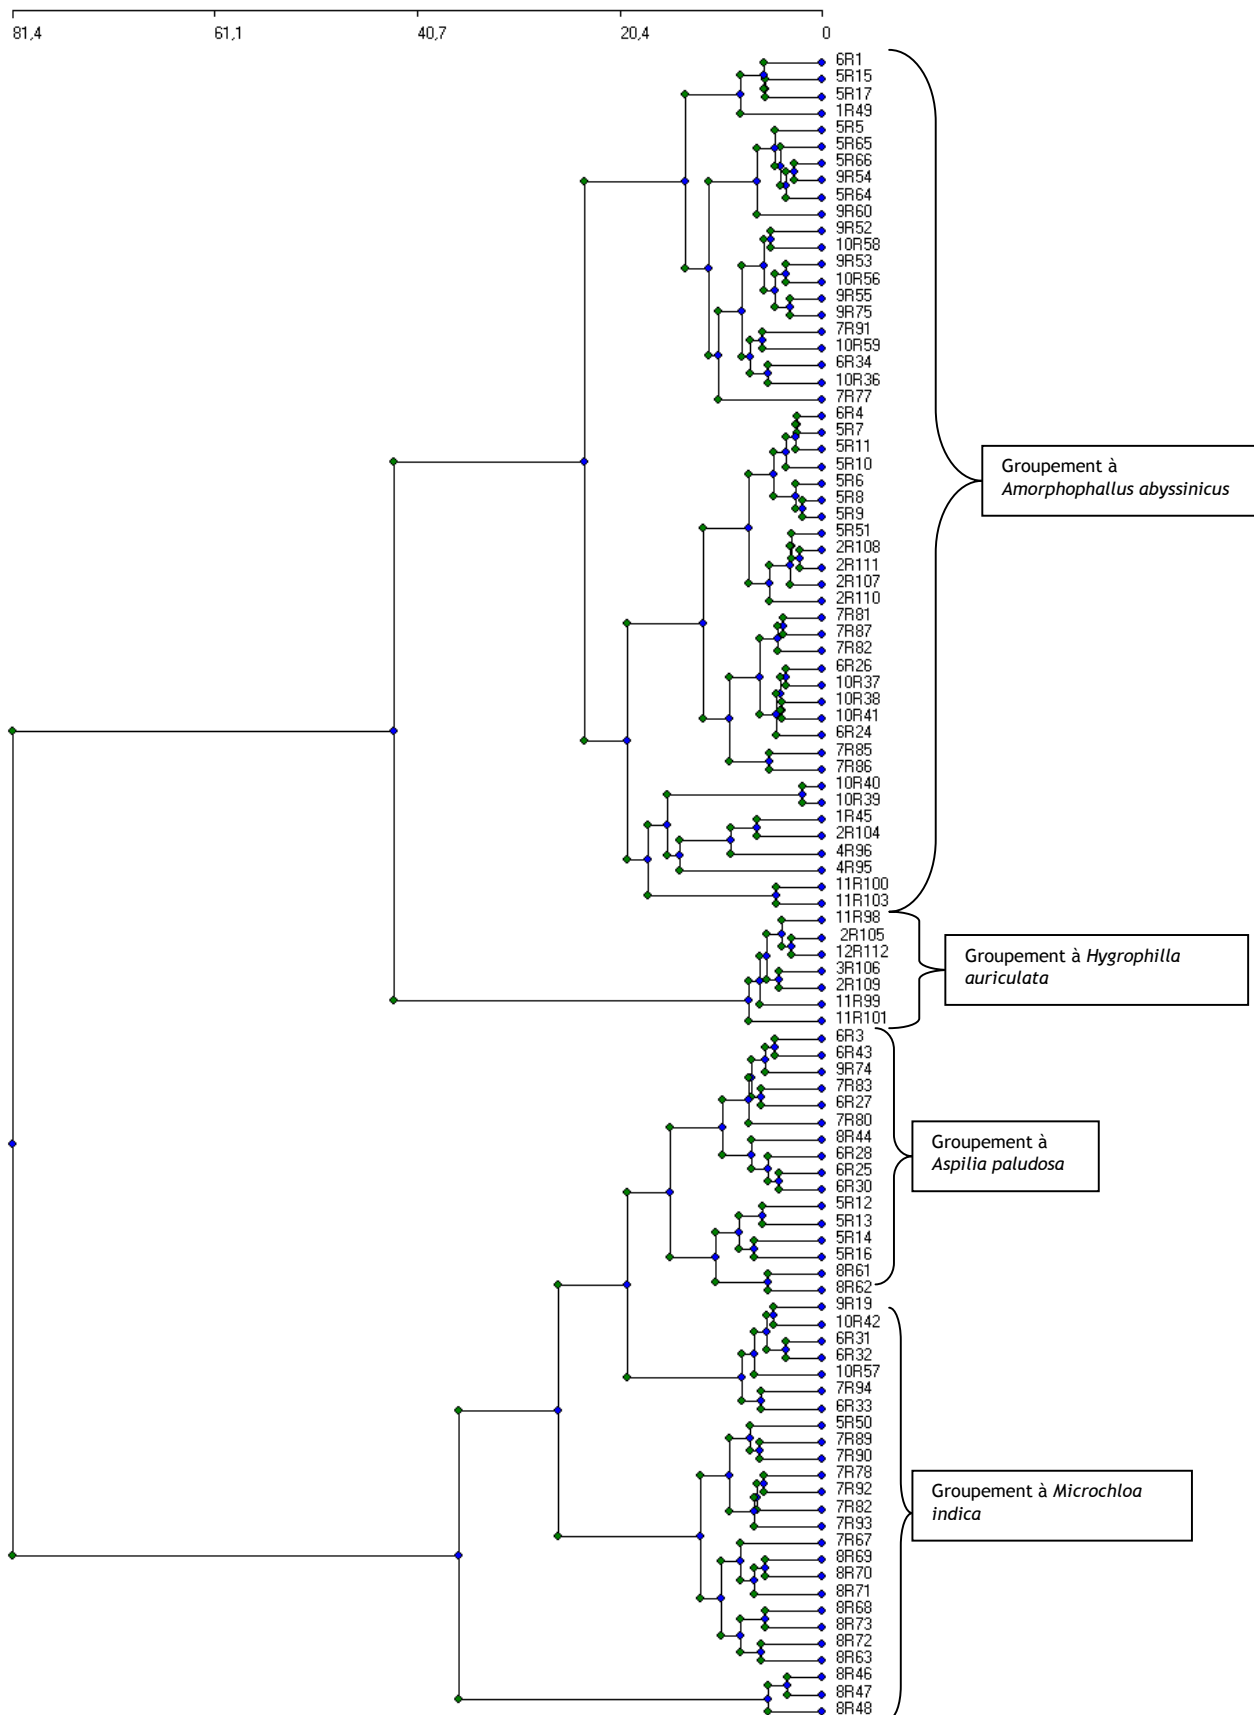 81,4 61,1 40,7 20,4 0
6R1
5R15
5R17
1R49
5R5
5R65
5R66
9R54
5R64
9R60
9R52
10R58
9R53
10R56
9R55
9R75
7R91
10R59
6R34
10R36
7R77
6R4
5R7
5R11
5R10
5R6
5R8
5R9
5R51
2R108
2R111
2R107
2R110
7R81
7R87
7R82
6R26
10R37
10R38
10R41
6R24
7R85
7R86
10R40
10R39
1R45
2R104
4R96
4R95
11R100
11R103
Groupement à
Amorphophallus abyssinicus
11R98
2R105
12R112
3R106
2R109
11R99
11R101
Groupement à Hygrophilla
auriculata
6R3
6R43
9R74
7R83
6R27
7R80
8R44
6R28
6R25
6R30
5R12
5R13
5R14
5R16
8R61
8R62
Groupement à
Aspilia paludosa
9R19
10R42
6R31
6R32
10R57
7R94
6R33
5R50
7R89
7R90
7R78
7R92
7R82
7R93
7R67
8R69
8R70
8R71
8R68
8R73
8R72
8R63
8R46
8R47
8R48
Groupement à Microchloa
indica